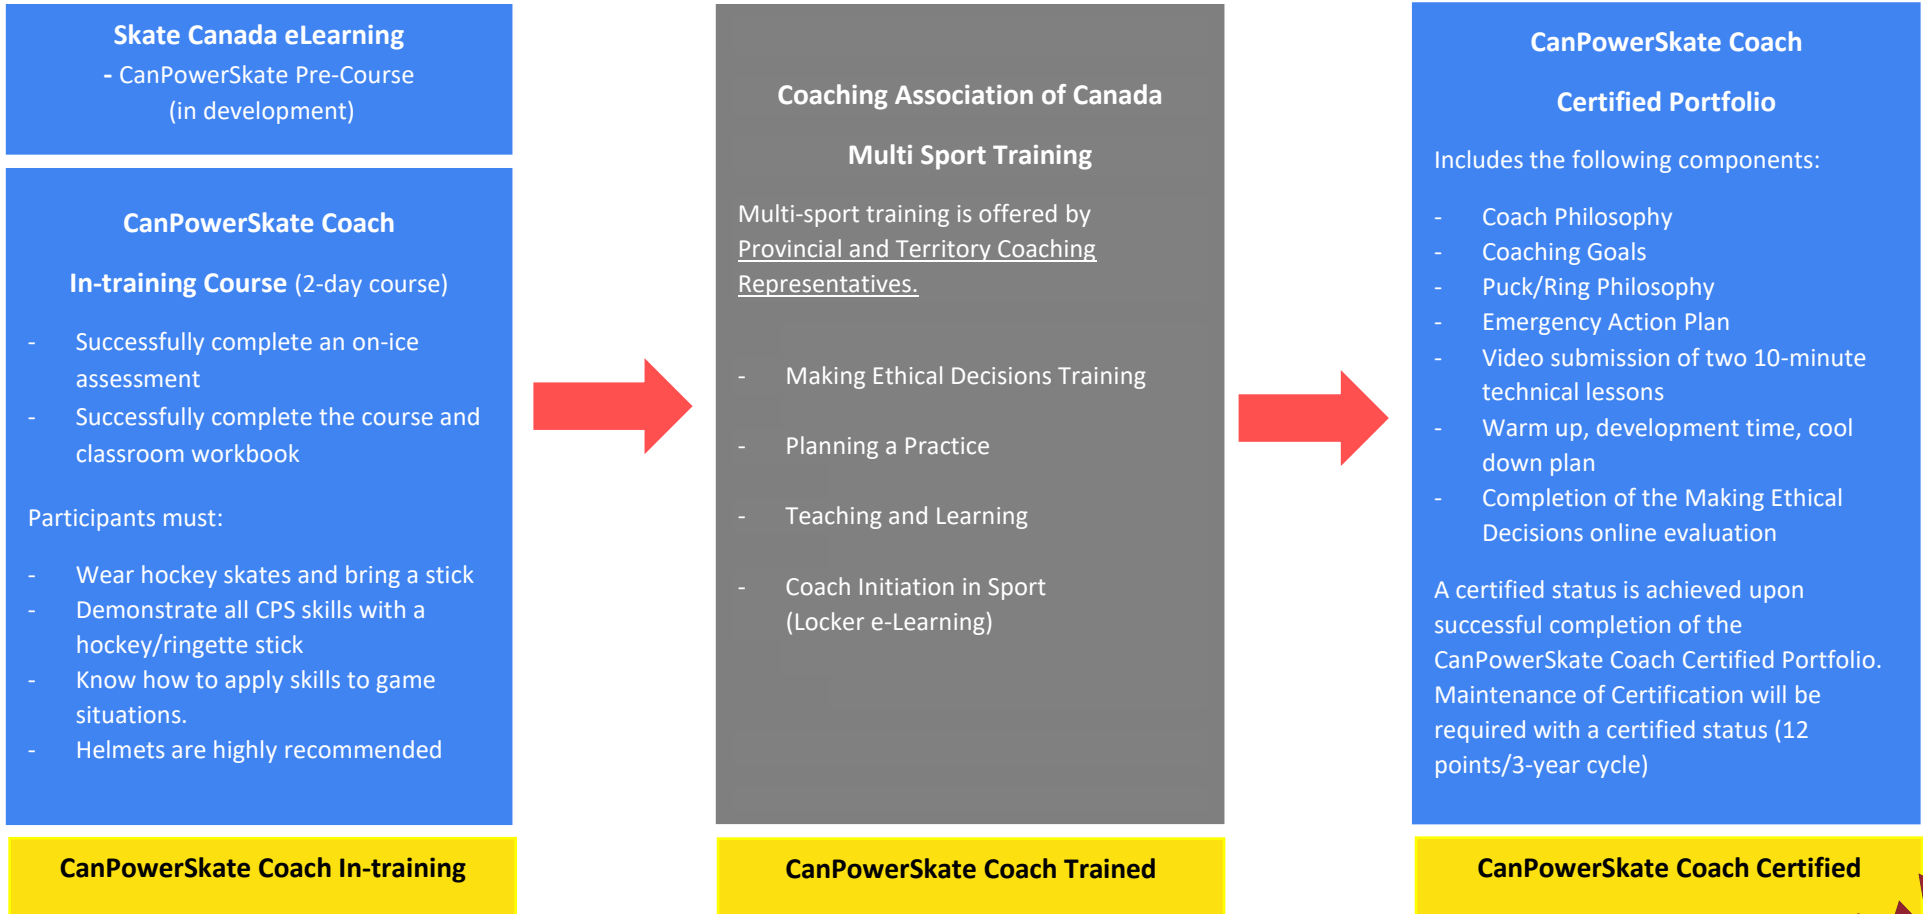 Skate Canada eLearning
- CanPowerSkate Pre-Course
(in development)
CanPowerSkate Coach
In-training Course (2-day course)
- Successfully complete an on-ice
assessment
- Successfully complete the course and
classroom workbook
Participants must:
- Wear hockey skates and bring a stick
- Demonstrate all CPS skills with a
hockey/ringette stick
- Know how to apply skills to game
situations.
- Helmets are highly recommended
CanPowerSkate Coach In-training
Coaching Association of Canada
Multi Sport Training
Multi-sport training is offered by
Provincial and Territory Coaching
Representatives.
- Making Ethical Decisions Training
- Planning a Practice
- Teaching and Learning
- Coach Initiation in Sport
(Locker e-Learning)
CanPowerSkate Coach Trained
CanPowerSkate Coach
Certified Portfolio
Includes the following components:
- Coach Philosophy
- Coaching Goals
- Puck/Ring Philosophy
- Emergency Action Plan
- Video submission of two 10-minute
technical lessons
- Warm up, development time, cool
down plan
- Completion of the Making Ethical
Decisions online evaluation
A certified status is achieved upon
successful completion of the
CanPowerSkate Coach Certified Portfolio.
Maintenance of Certification will be
required with a certified status (12
points/3-year cycle)
CanPowerSkate Coach Certified